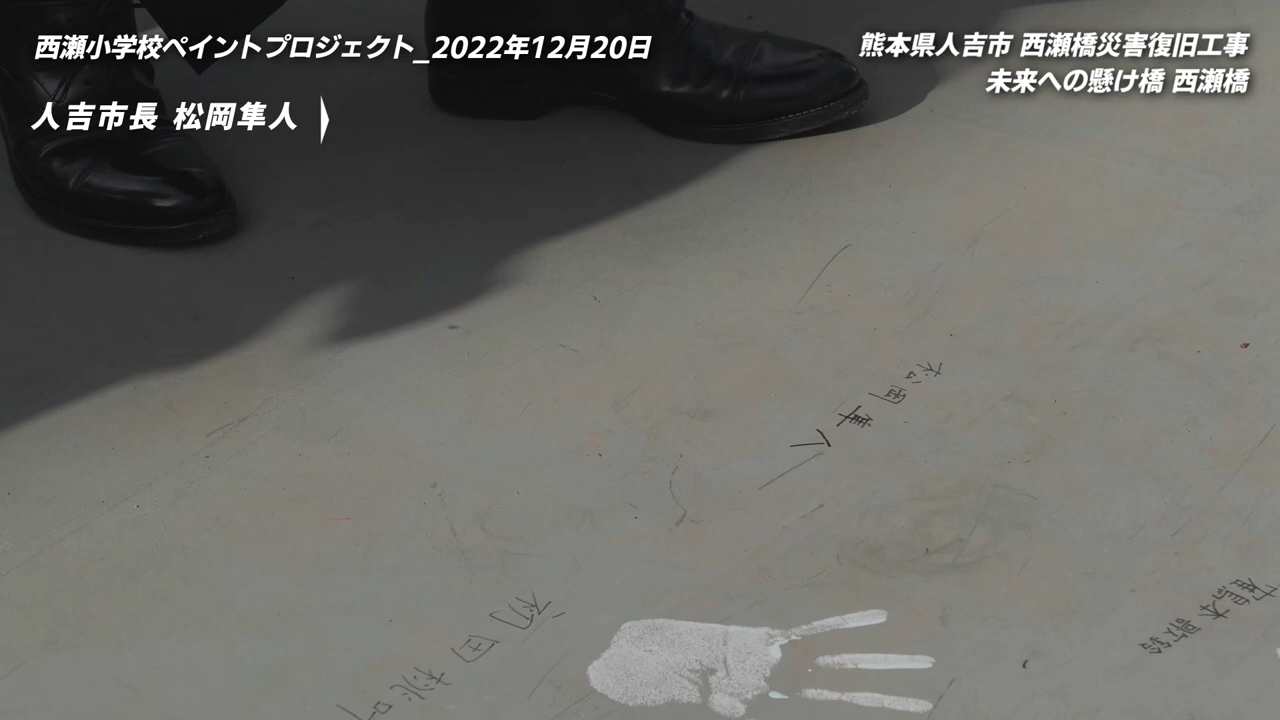 西瀬小学校ペイントプロジェクト_2022年12月20日
熊本県人吉市 西瀬橋災害復旧工事
未来への懸け橋 西瀬橋
人吉市長 松岡隼人
松岡隼人